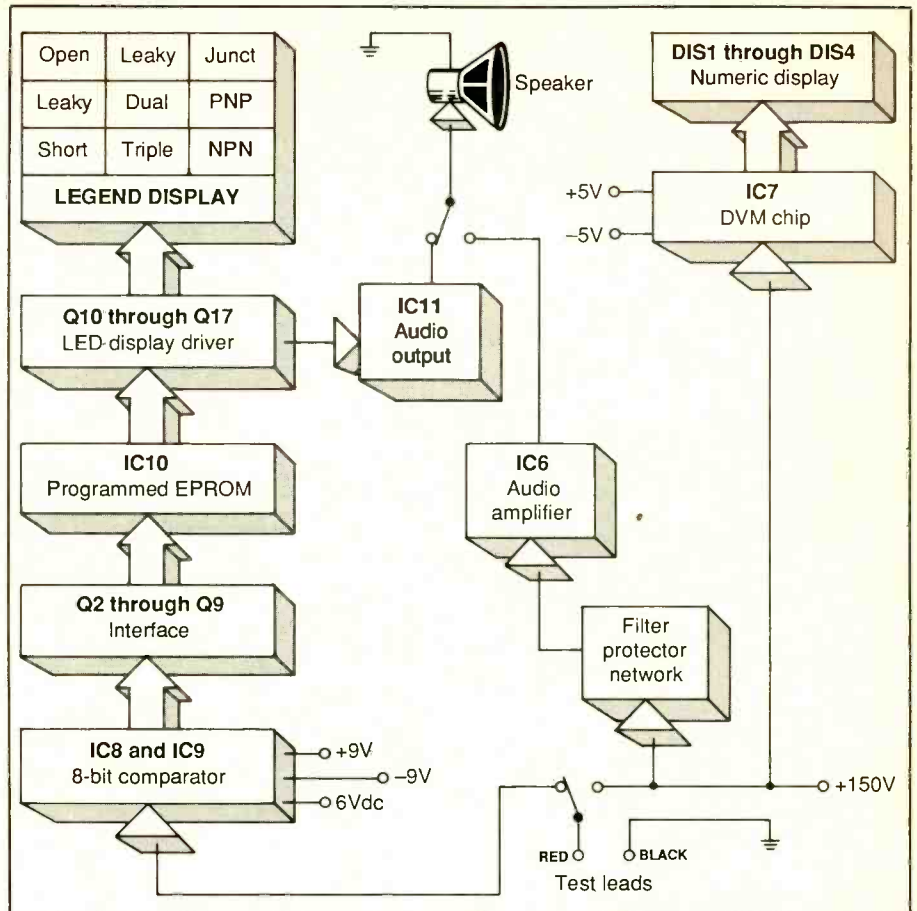 Open Leaky Junct
Leaky Dual PNP
Short Triple NPN
LEGEND DISPLAY
Speaker
DIS1 through DIS4
Numeric display
+5V
–5V
IC7
DVM chip
Q10 through Q17
LED display driver
IC11
Audio
output
IC10
Programmed EPROM
IC6
Audio
amplifier
Q2 through Q9
Interface
Filter
protector
network
IC8 and IC9
8-bit comparator
+9V
–9V
6Vdc
+150V
RED
BLACK
Test leads